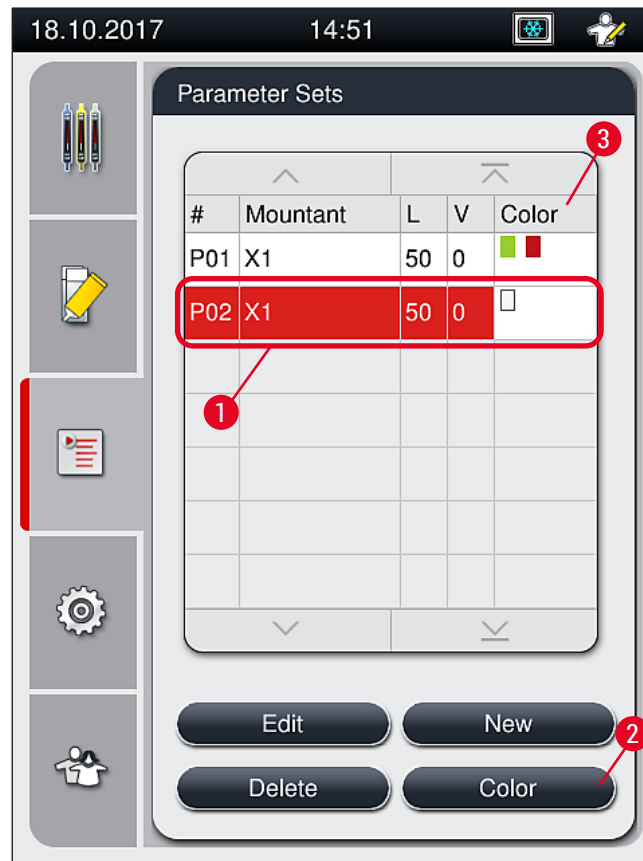 18.10.2017 14:51
Parameter Sets
3
# Mountant L V Color
P01 X1 50 0
P02 X1 50 0
1
Edit New
2
Delete Color